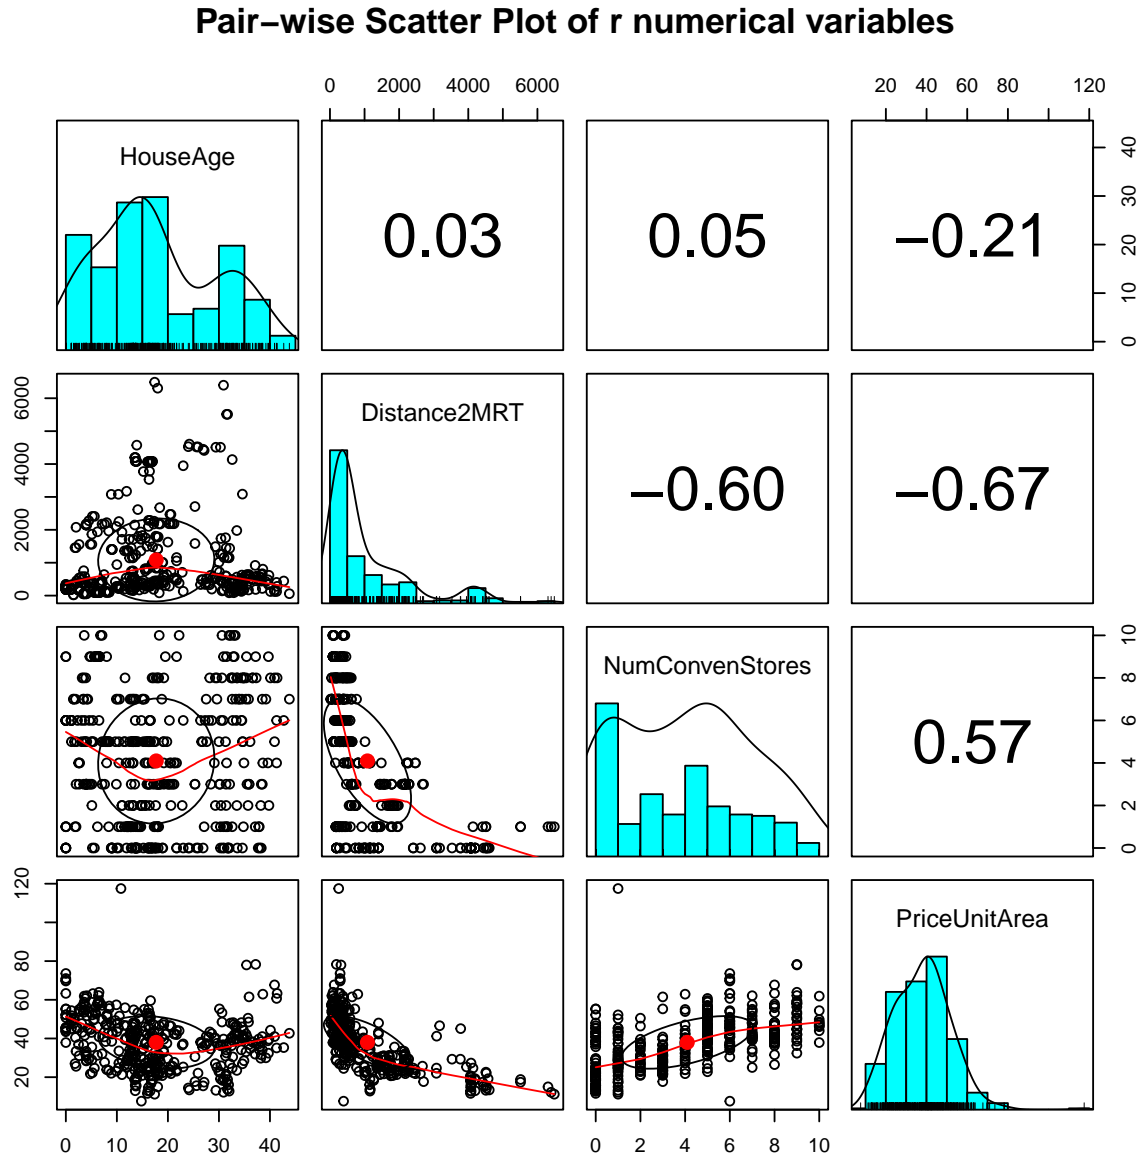 Pair−wise Scatter Plot of r numerical variables
0 2000 4000 6000
20 40 60 80 120
HouseAge
0.03
0.05
−0.21
0 10 20 30 40
0 2000 4000 6000
Distance2MRT
−0.60
−0.67
NumConvenStores
0.57
0 2 4 6 8 10
20 40 60 80 120
PriceUnitArea
0 10 20 30 40
0 2 4 6 8 10